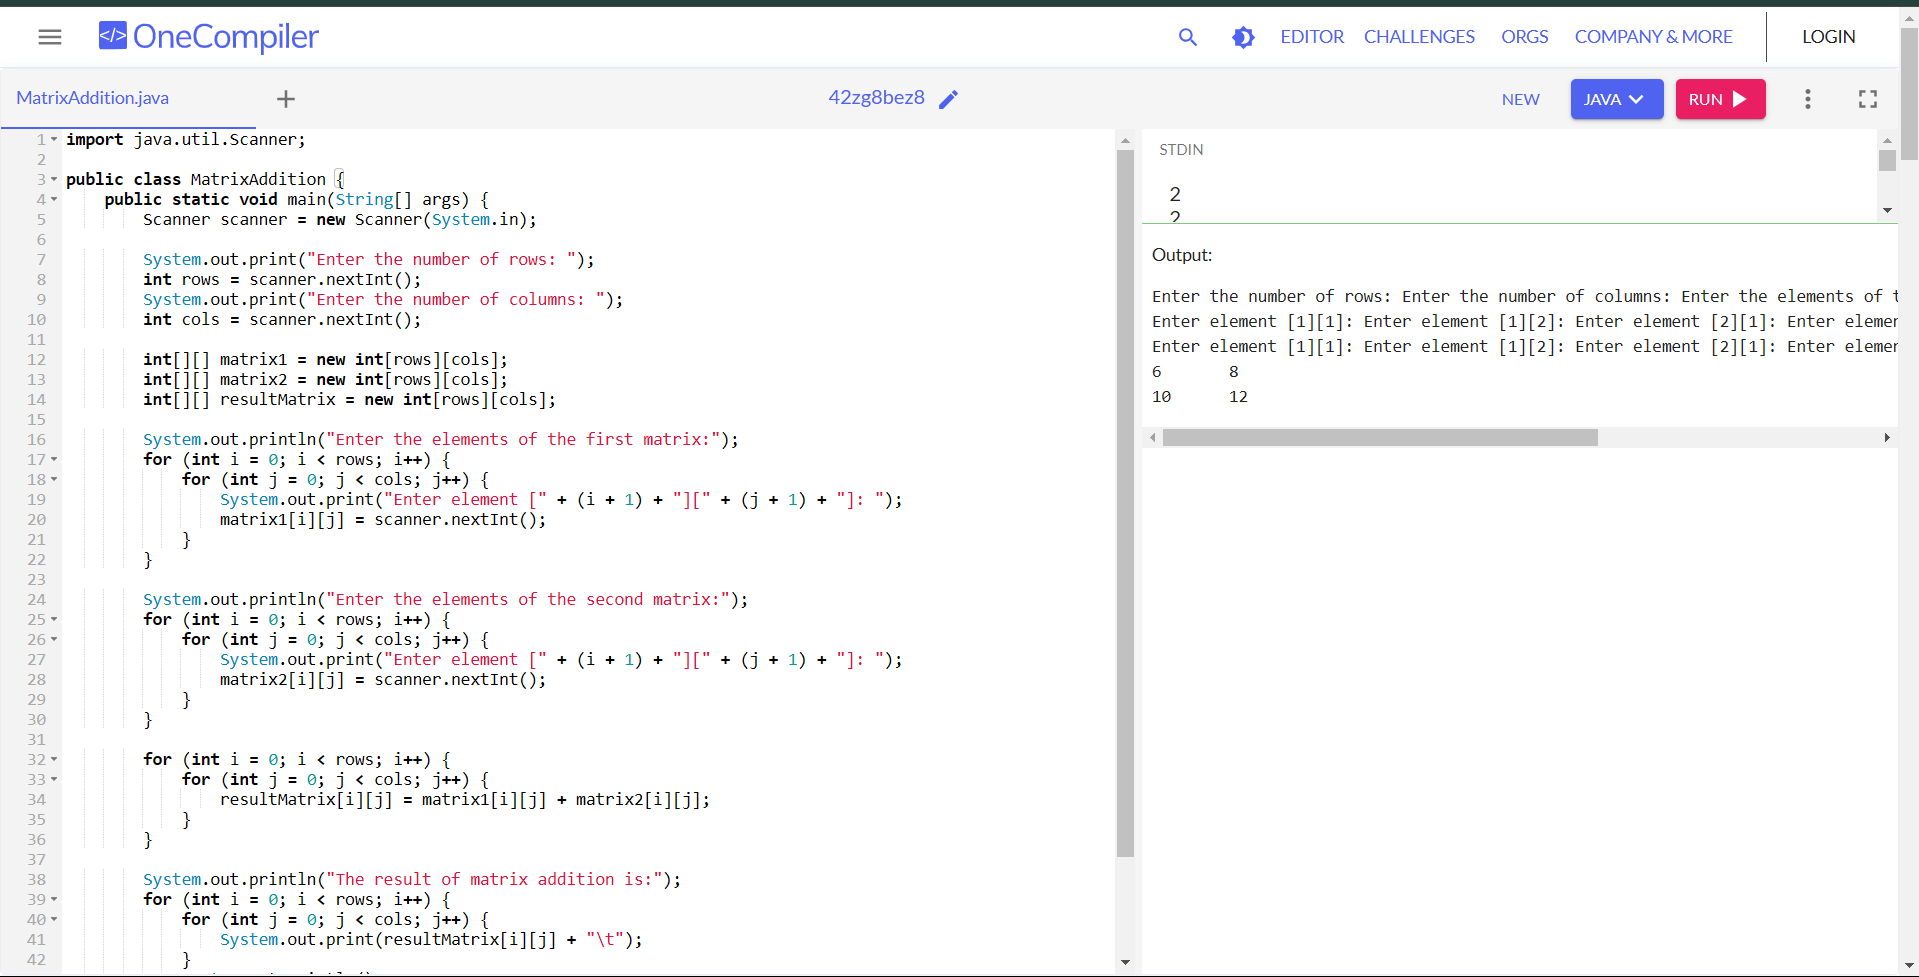 </> OneCompiler
EDITOR CHALLENGES ORGS COMPANY & MORE LOGIN
MatrixAddition.java +
42zg8bez8
NEW JAVA RUN
1 import java.util.Scanner;
2
3 public class MatrixAddition {
4     public static void main(String[] args) {
5         Scanner scanner = new Scanner(System.in);
6
7         System.out.print("Enter the number of rows: ");
8         int rows = scanner.nextInt();
9         System.out.print("Enter the number of columns: ");
10         int cols = scanner.nextInt();
11
12         int[][] matrix1 = new int[rows][cols];
13         int[][] matrix2 = new int[rows][cols];
14         int[][] resultMatrix = new int[rows][cols];
15
16         System.out.println("Enter the elements of the first matrix:");
17         for (int i = 0; i < rows; i++) {
18             for (int j = 0; j < cols; j++) {
19                 System.out.print("Enter element [" + (i + 1) + "][" + (j + 1) + "]: ");
20                 matrix1[i][j] = scanner.nextInt();
21             }
22         }
23
24         System.out.println("Enter the elements of the second matrix:");
25         for (int i = 0; i < rows; i++) {
26             for (int j = 0; j < cols; j++) {
27                 System.out.print("Enter element [" + (i + 1) + "][" + (j + 1) + "]: ");
28                 matrix2[i][j] = scanner.nextInt();
29             }
30         }
31
32         for (int i = 0; i < rows; i++) {
33             for (int j = 0; j < cols; j++) {
34                 resultMatrix[i][j] = matrix1[i][j] + matrix2[i][j];
35             }
36         }
37
38         System.out.println("The result of matrix addition is:");
39         for (int i = 0; i < rows; i++) {
40             for (int j = 0; j < cols; j++) {
41                 System.out.print(resultMatrix[i][j] + "\t");
42             }
STDIN
2
2
Output:
Enter the number of rows: Enter the number of columns: Enter the elements of
Enter element [1][1]: Enter element [1][2]: Enter element [2][1]: Enter
Enter element [1][1]: Enter element [1][2]: Enter element [2][1]: Enter
6 8
10 12